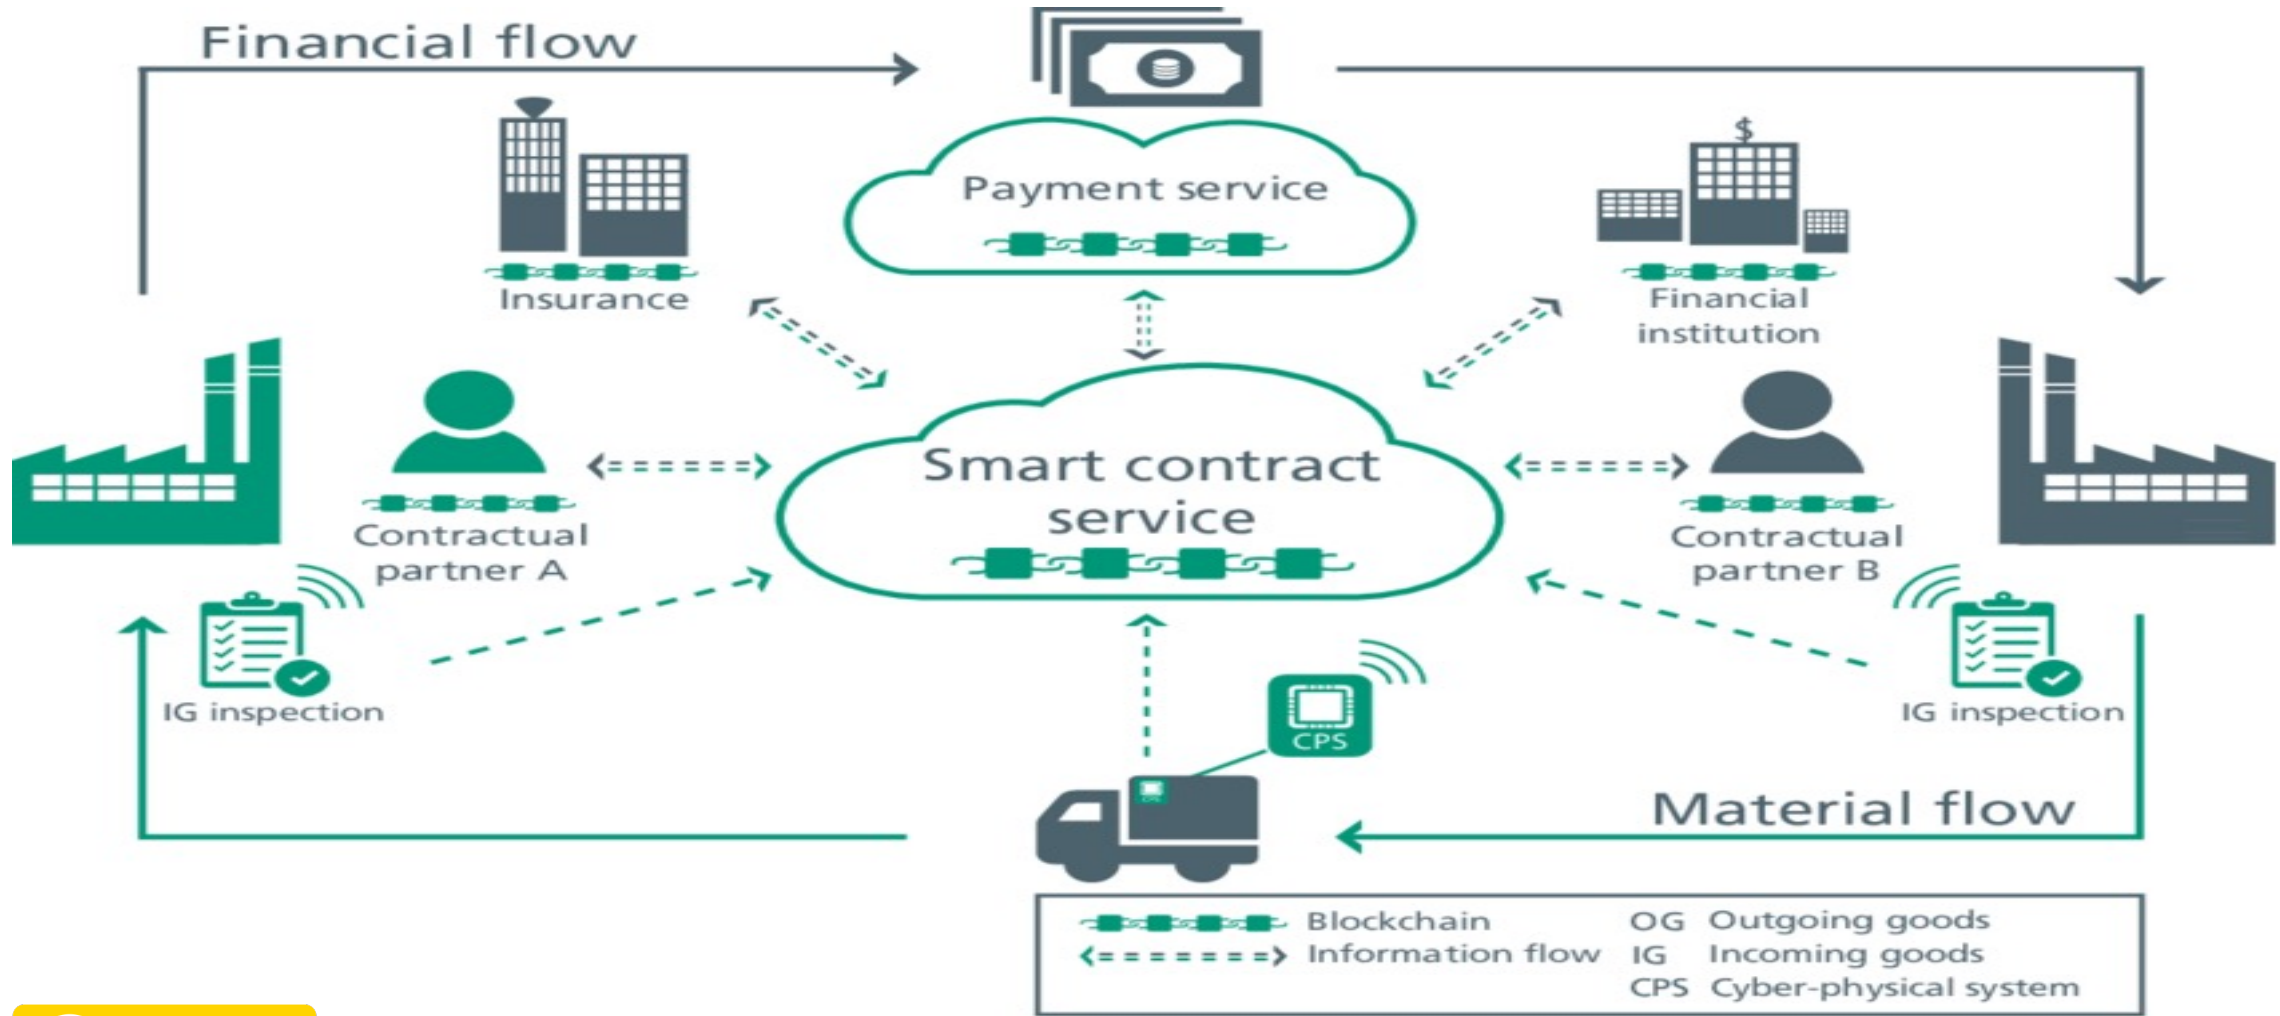 Financial flow
Payment service
$
Insurance
Financial
institution
Smart contract
service
Contractual
partner A
Contractual
partner B
IG inspection
CPS
IG inspection
CPS
Material flow
Blockchain
Information flow
OG Outgoing goods
IG Incoming goods
CPS Cyber-physical system